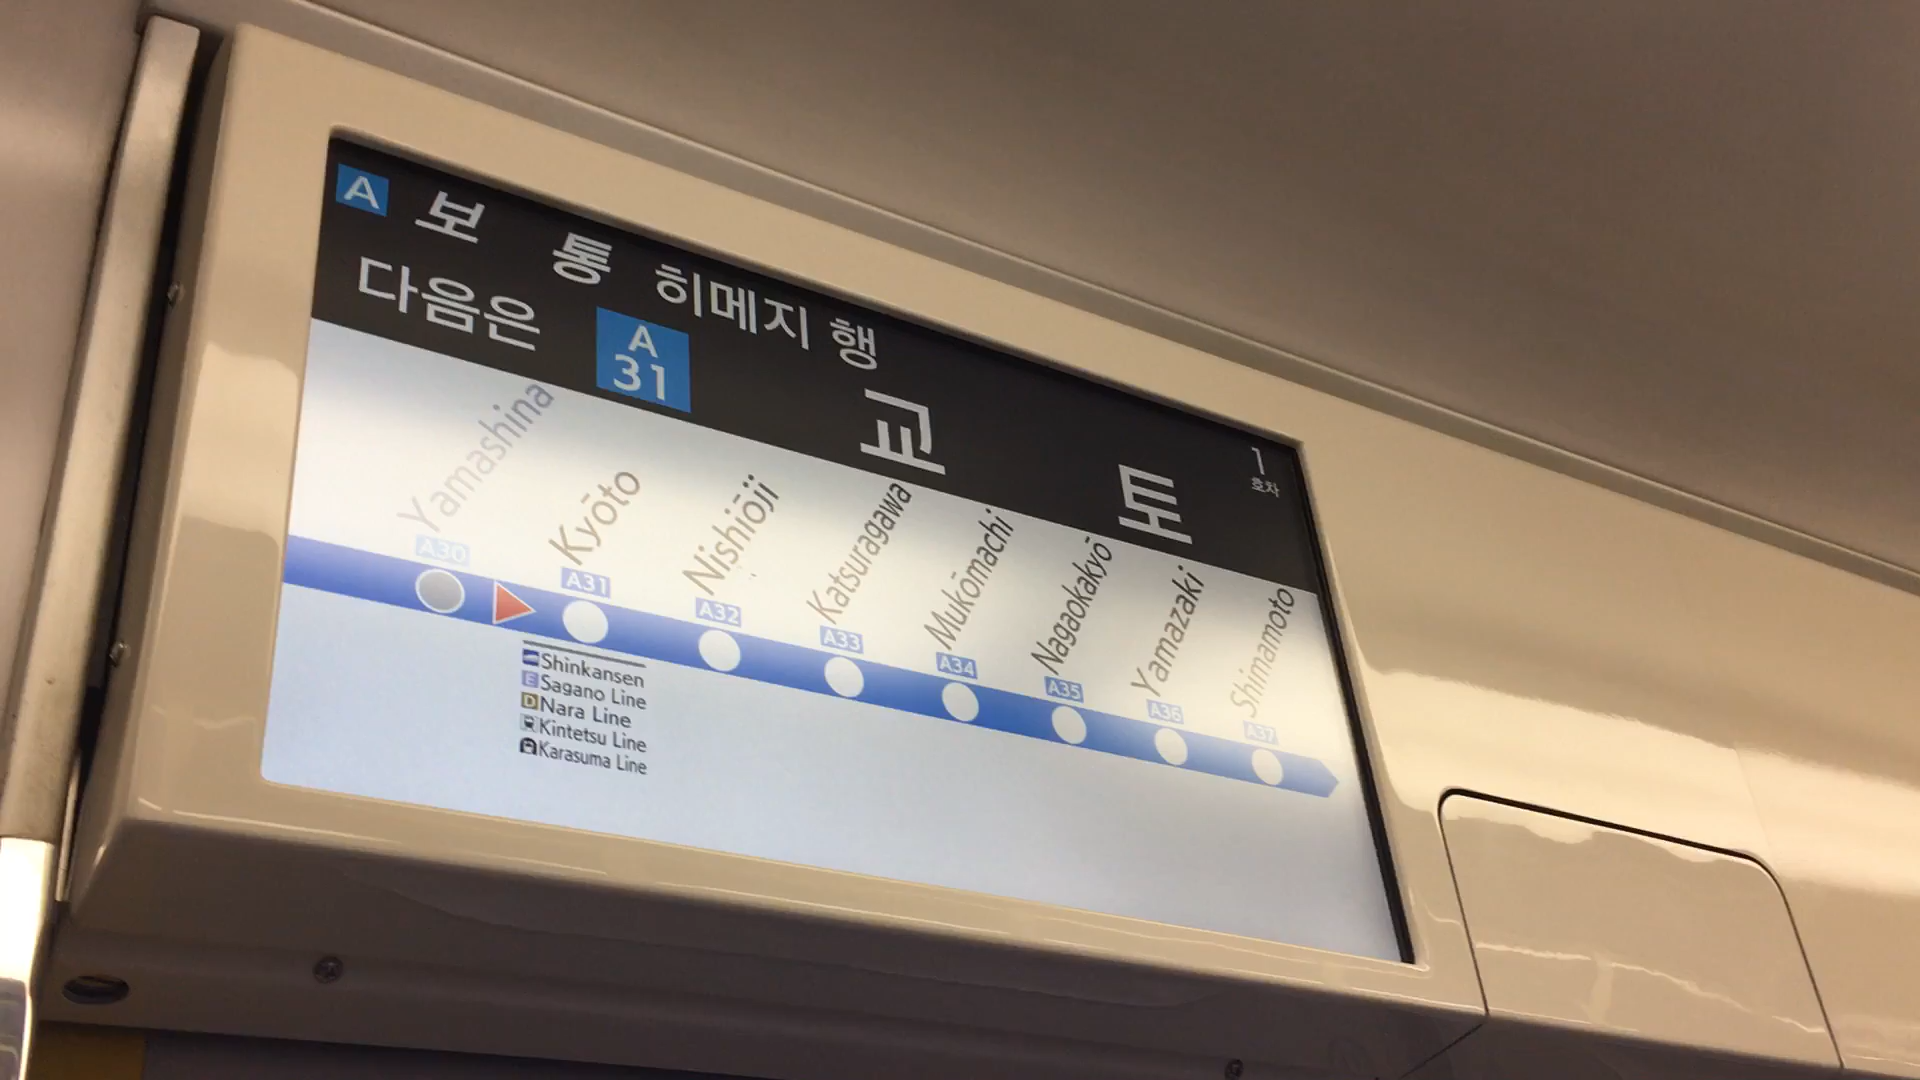 A 보통 히메지 행
다음은 A 31 교토
1 호차
Yamashina
Kyōto
Nishiōji
Katsuragawa
Mukōmachi
Nagaokakyō
Yamazaki
Shimamoto
A30
A31
A32
A33
A34
A35
A36
A37
Shinkansen
E Sagano Line
D Nara Line
Kintetsu Line
Karasuma Line